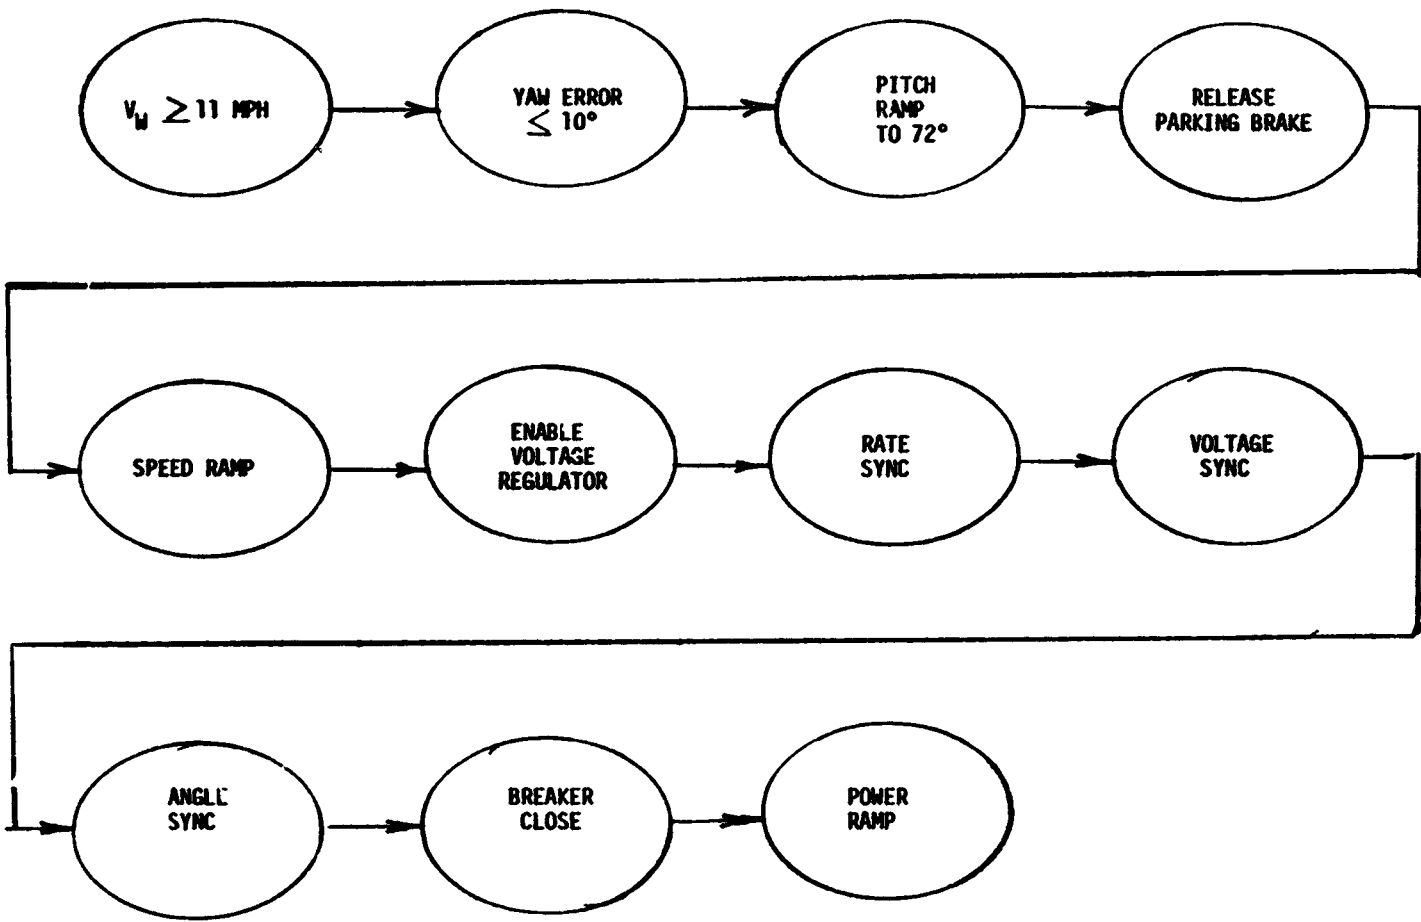 V_W ≥ 11 MPH
YAW ERROR
≤ 10°
PITCH
RAMP
TO 72°
RELEASE
PARKING BRAKE
SPEED RAMP
ENABLE
VOLTAGE
REGULATOR
RATE
SYNC
VOLTAGE
SYNC
ANGLE
SYNC
BREAKER
CLOSE
POWER
RAMP